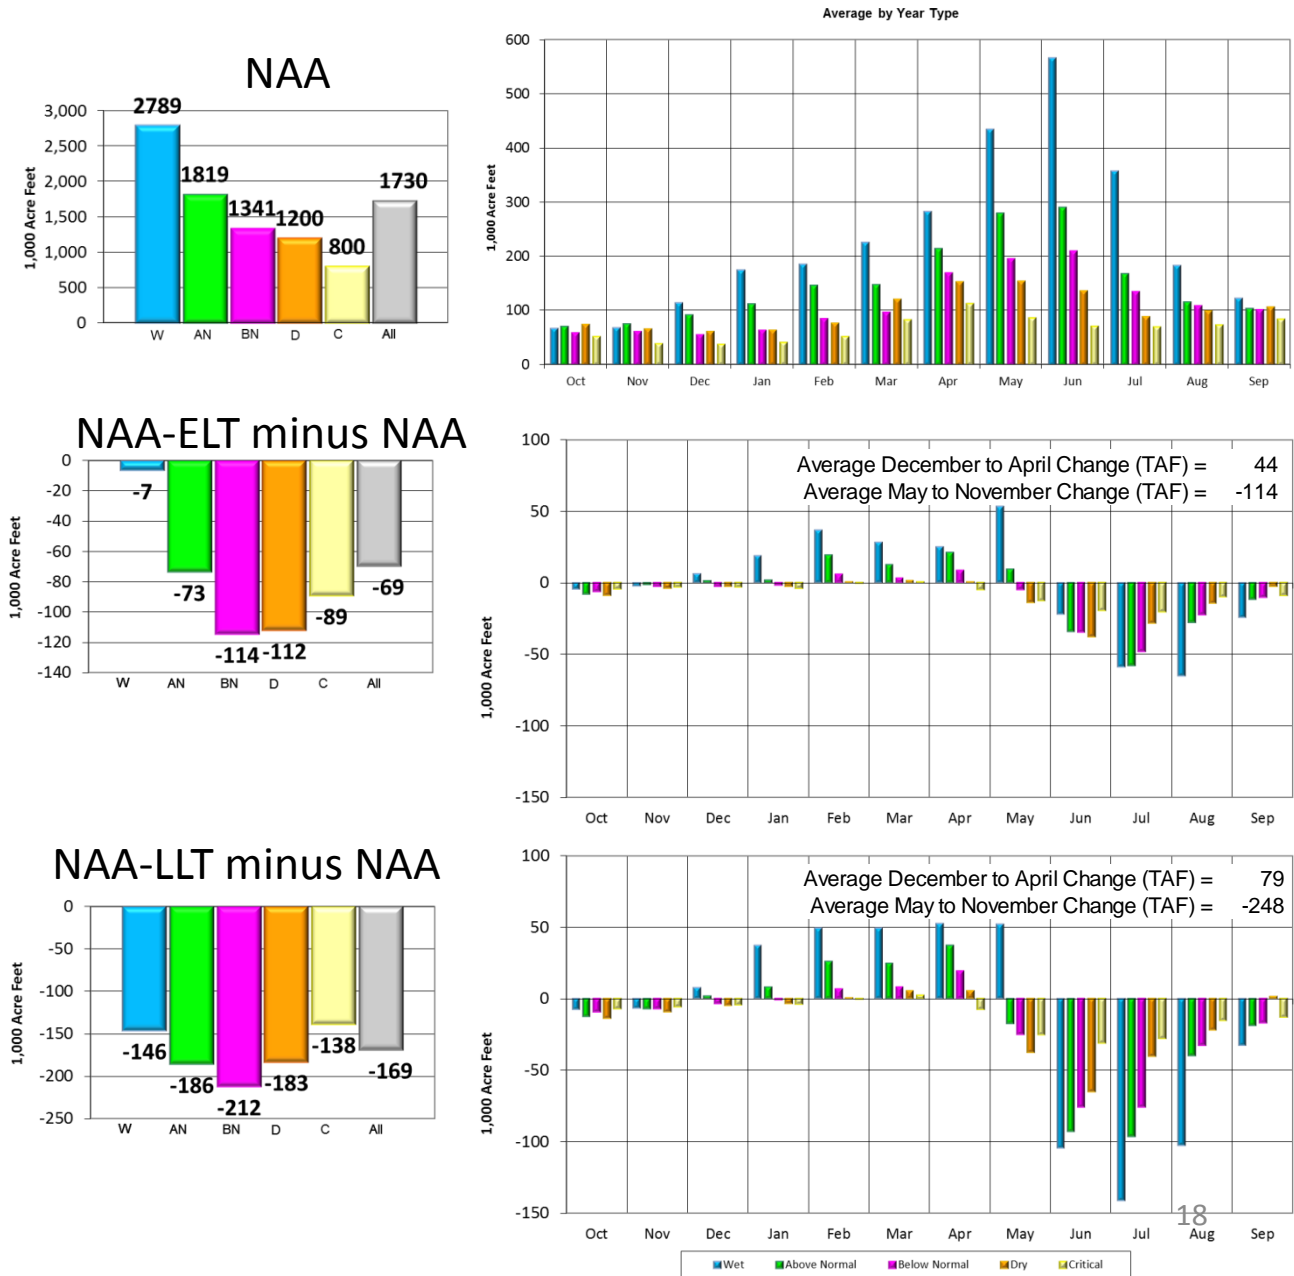 Average by Year Type
NAA
1,000 Acre Feet
3,000
2,500
2,000
1,500
1,000
500
0
2789
1819
1341
1200
800
1730
W AN BN D C All
1,000 Acre Feet
600
500
400
300
200
100
0
Oct Nov Dec Jan Feb Mar Apr May Jun Jul Aug Sep
NAA-ELT minus NAA
1,000 Acre Feet
0
-20
-40
-60
-80
-100
-120
-140
-7
-73
-114
-112
-89
-69
W AN BN D C All
Average December to April Change (TAF) = 44
Average May to November Change (TAF) = -114
1,000 Acre Feet
100
50
0
-50
-100
-150
Oct Nov Dec Jan Feb Mar Apr May Jun Jul Aug Sep
NAA-LLT minus NAA
1,000 Acre Feet
0
-50
-100
-150
-200
-250
-146
-186
-212
-183
-138
-169
W AN BN D C All
Average December to April Change (TAF) = 79
Average May to November Change (TAF) = -248
1,000 Acre Feet
100
50
0
-50
-100
-150
18
Oct Nov Dec Jan Feb Mar Apr May Jun Jul Aug Sep
Wet Above Normal Below Normal Dry Critical